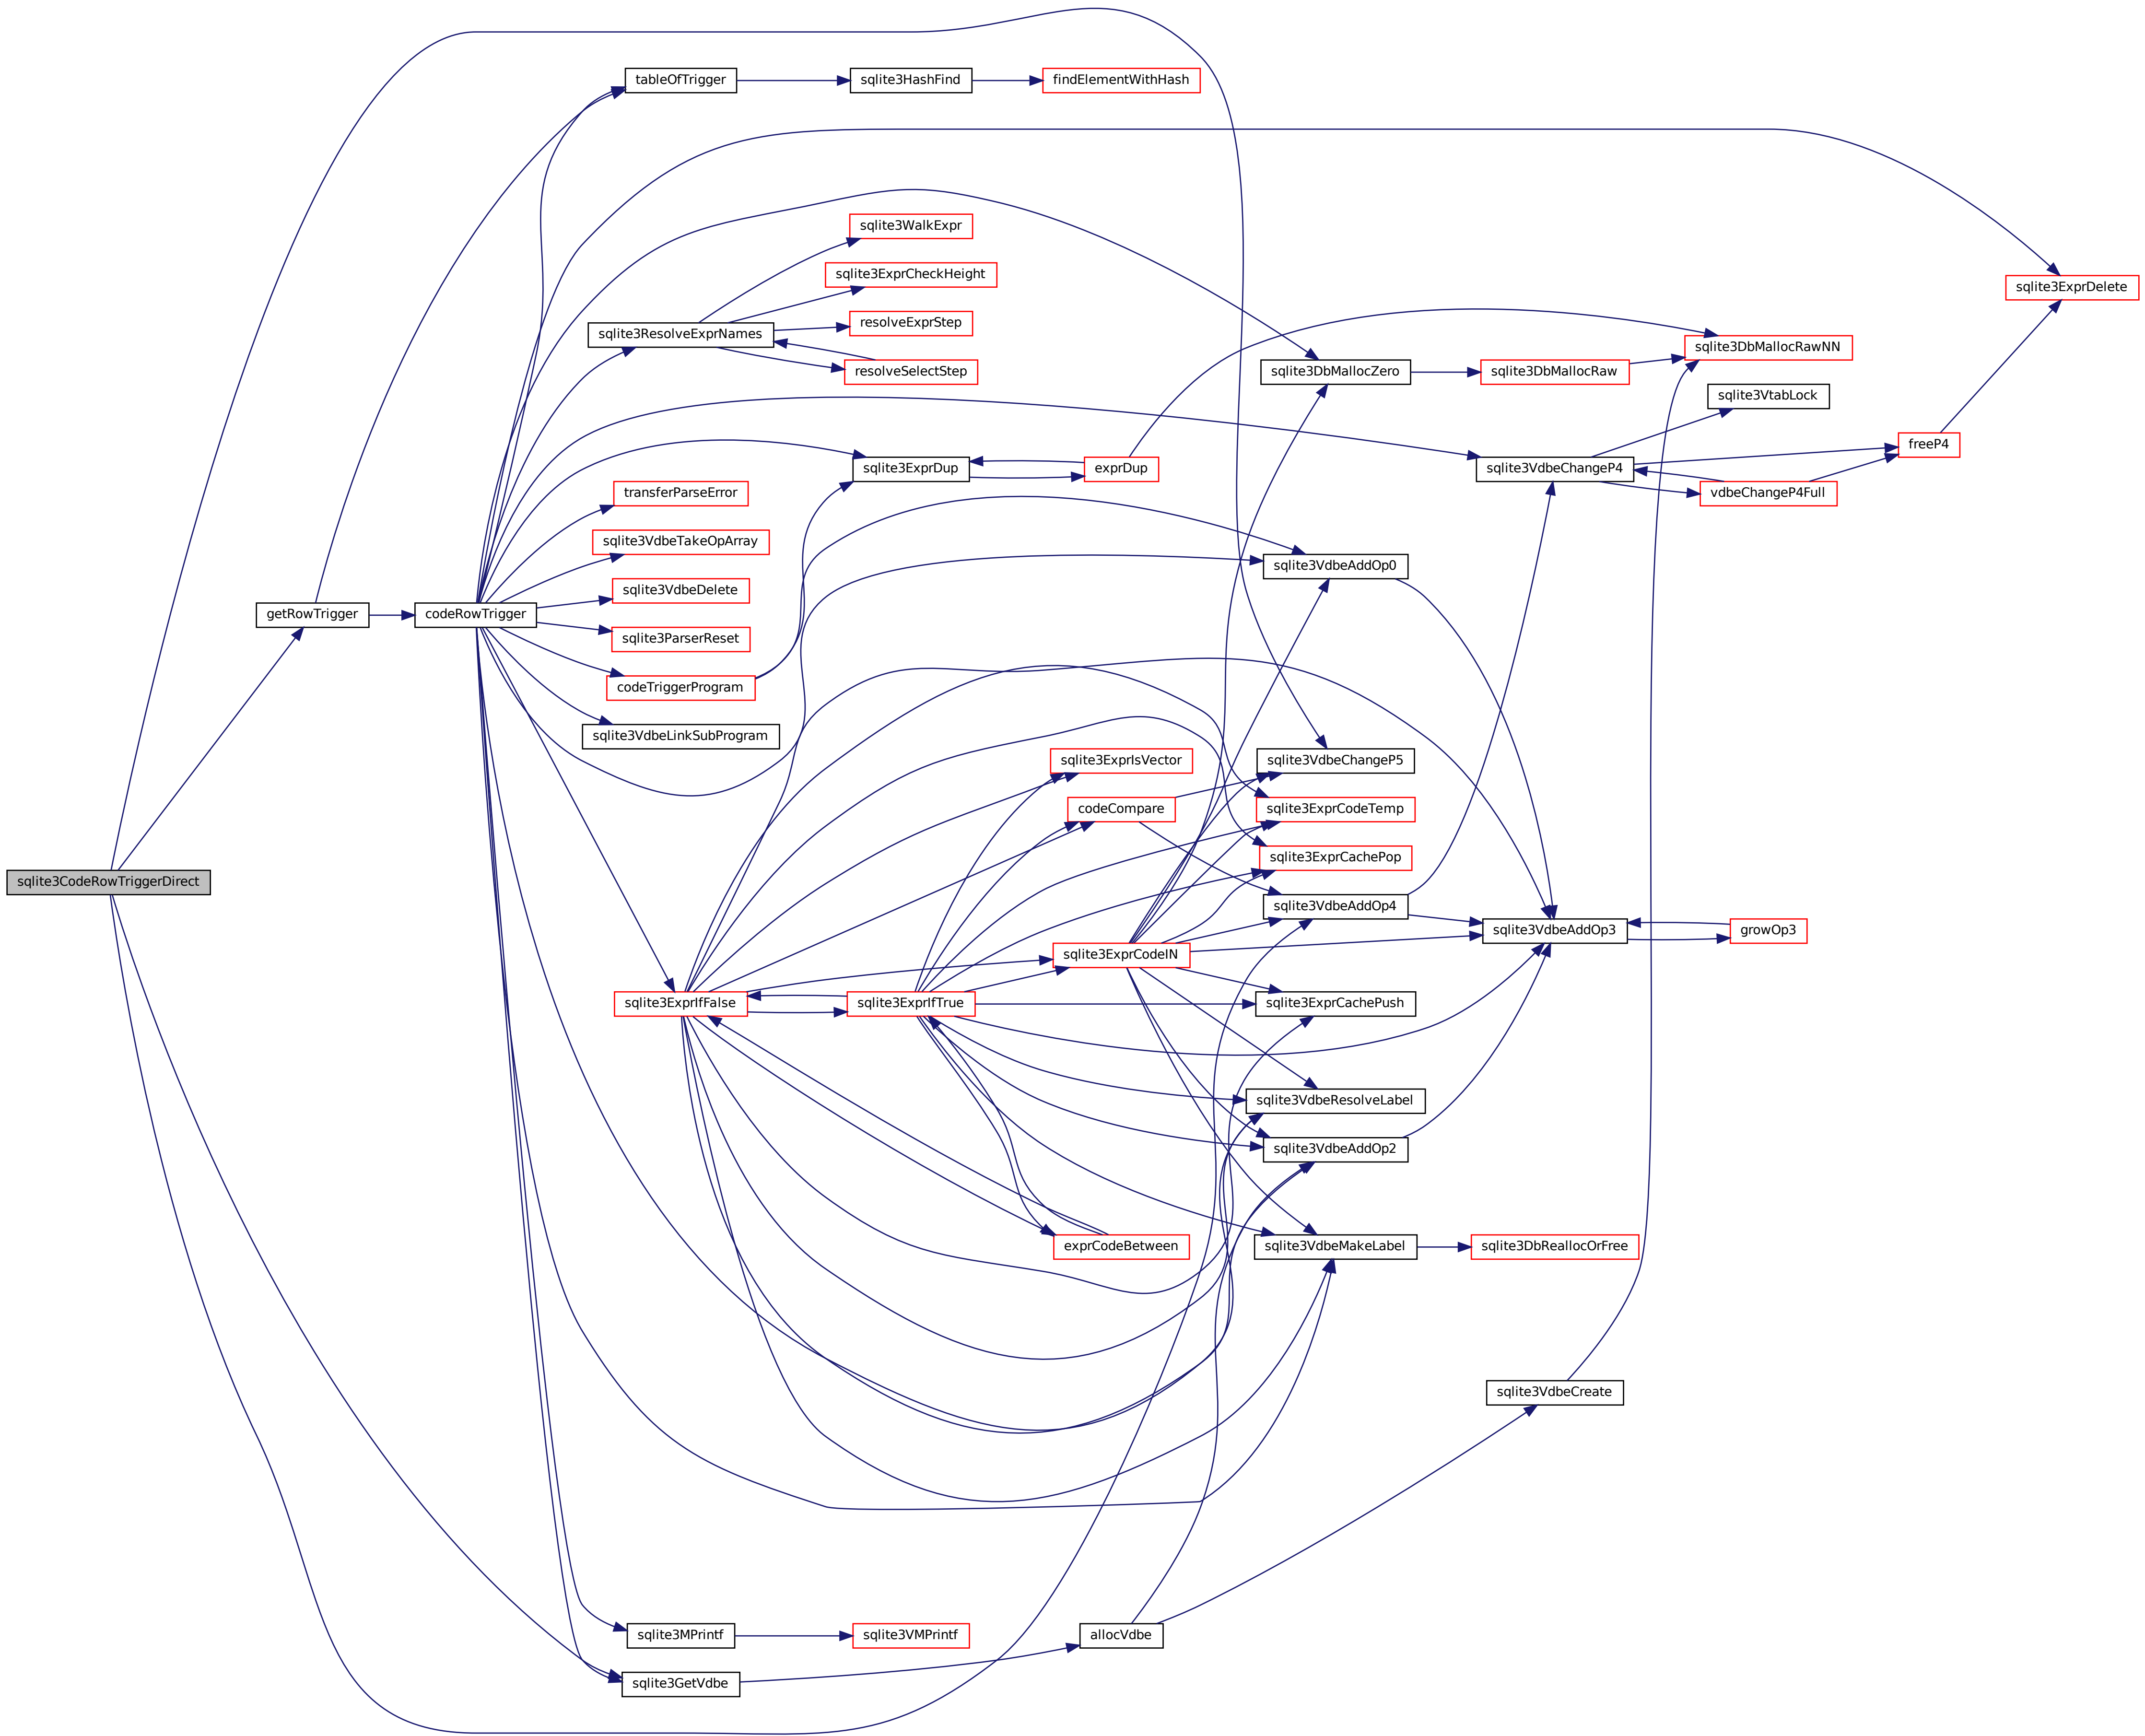 tableOfTrigger
sqlite3HashFind
findElementWithHash
sqlite3WalkExpr
sqlite3ExprCheckHeight
sqlite3ExprDelete
resolveExprStep
sqlite3ResolveExprNames
sqlite3DbMallocRawNN
resolveSelectStep
sqlite3DbMallocZero
sqlite3DbMallocRaw
sqlite3VtabLock
freeP4
sqlite3ExprDup
exprDup
sqlite3VdbeChangeP4
transferParseError
vdbeChangeP4Full
sqlite3VdbeTakeOpArray
sqlite3VdbeAddOp0
sqlite3VdbeDelete
getRowTrigger
codeRowTrigger
sqlite3ParserReset
codeTriggerProgram
sqlite3VdbeLinkSubProgram
sqlite3ExprIsVector
sqlite3VdbeChangeP5
codeCompare
sqlite3ExprCodeTemp
sqlite3ExprCachePop
sqlite3CodeRowTriggerDirect
sqlite3VdbeAddOp4
sqlite3VdbeAddOp3
growOp3
sqlite3ExprCodeIN
sqlite3ExprIfFalse
sqlite3ExprIfTrue
sqlite3ExprCachePush
sqlite3VdbeResolveLabel
sqlite3VdbeAddOp2
exprCodeBetween
sqlite3VdbeMakeLabel
sqlite3DbReallocOrFree
sqlite3VdbeCreate
sqlite3MPrintf
sqlite3VMPrintf
allocVdbe
sqlite3GetVdbe